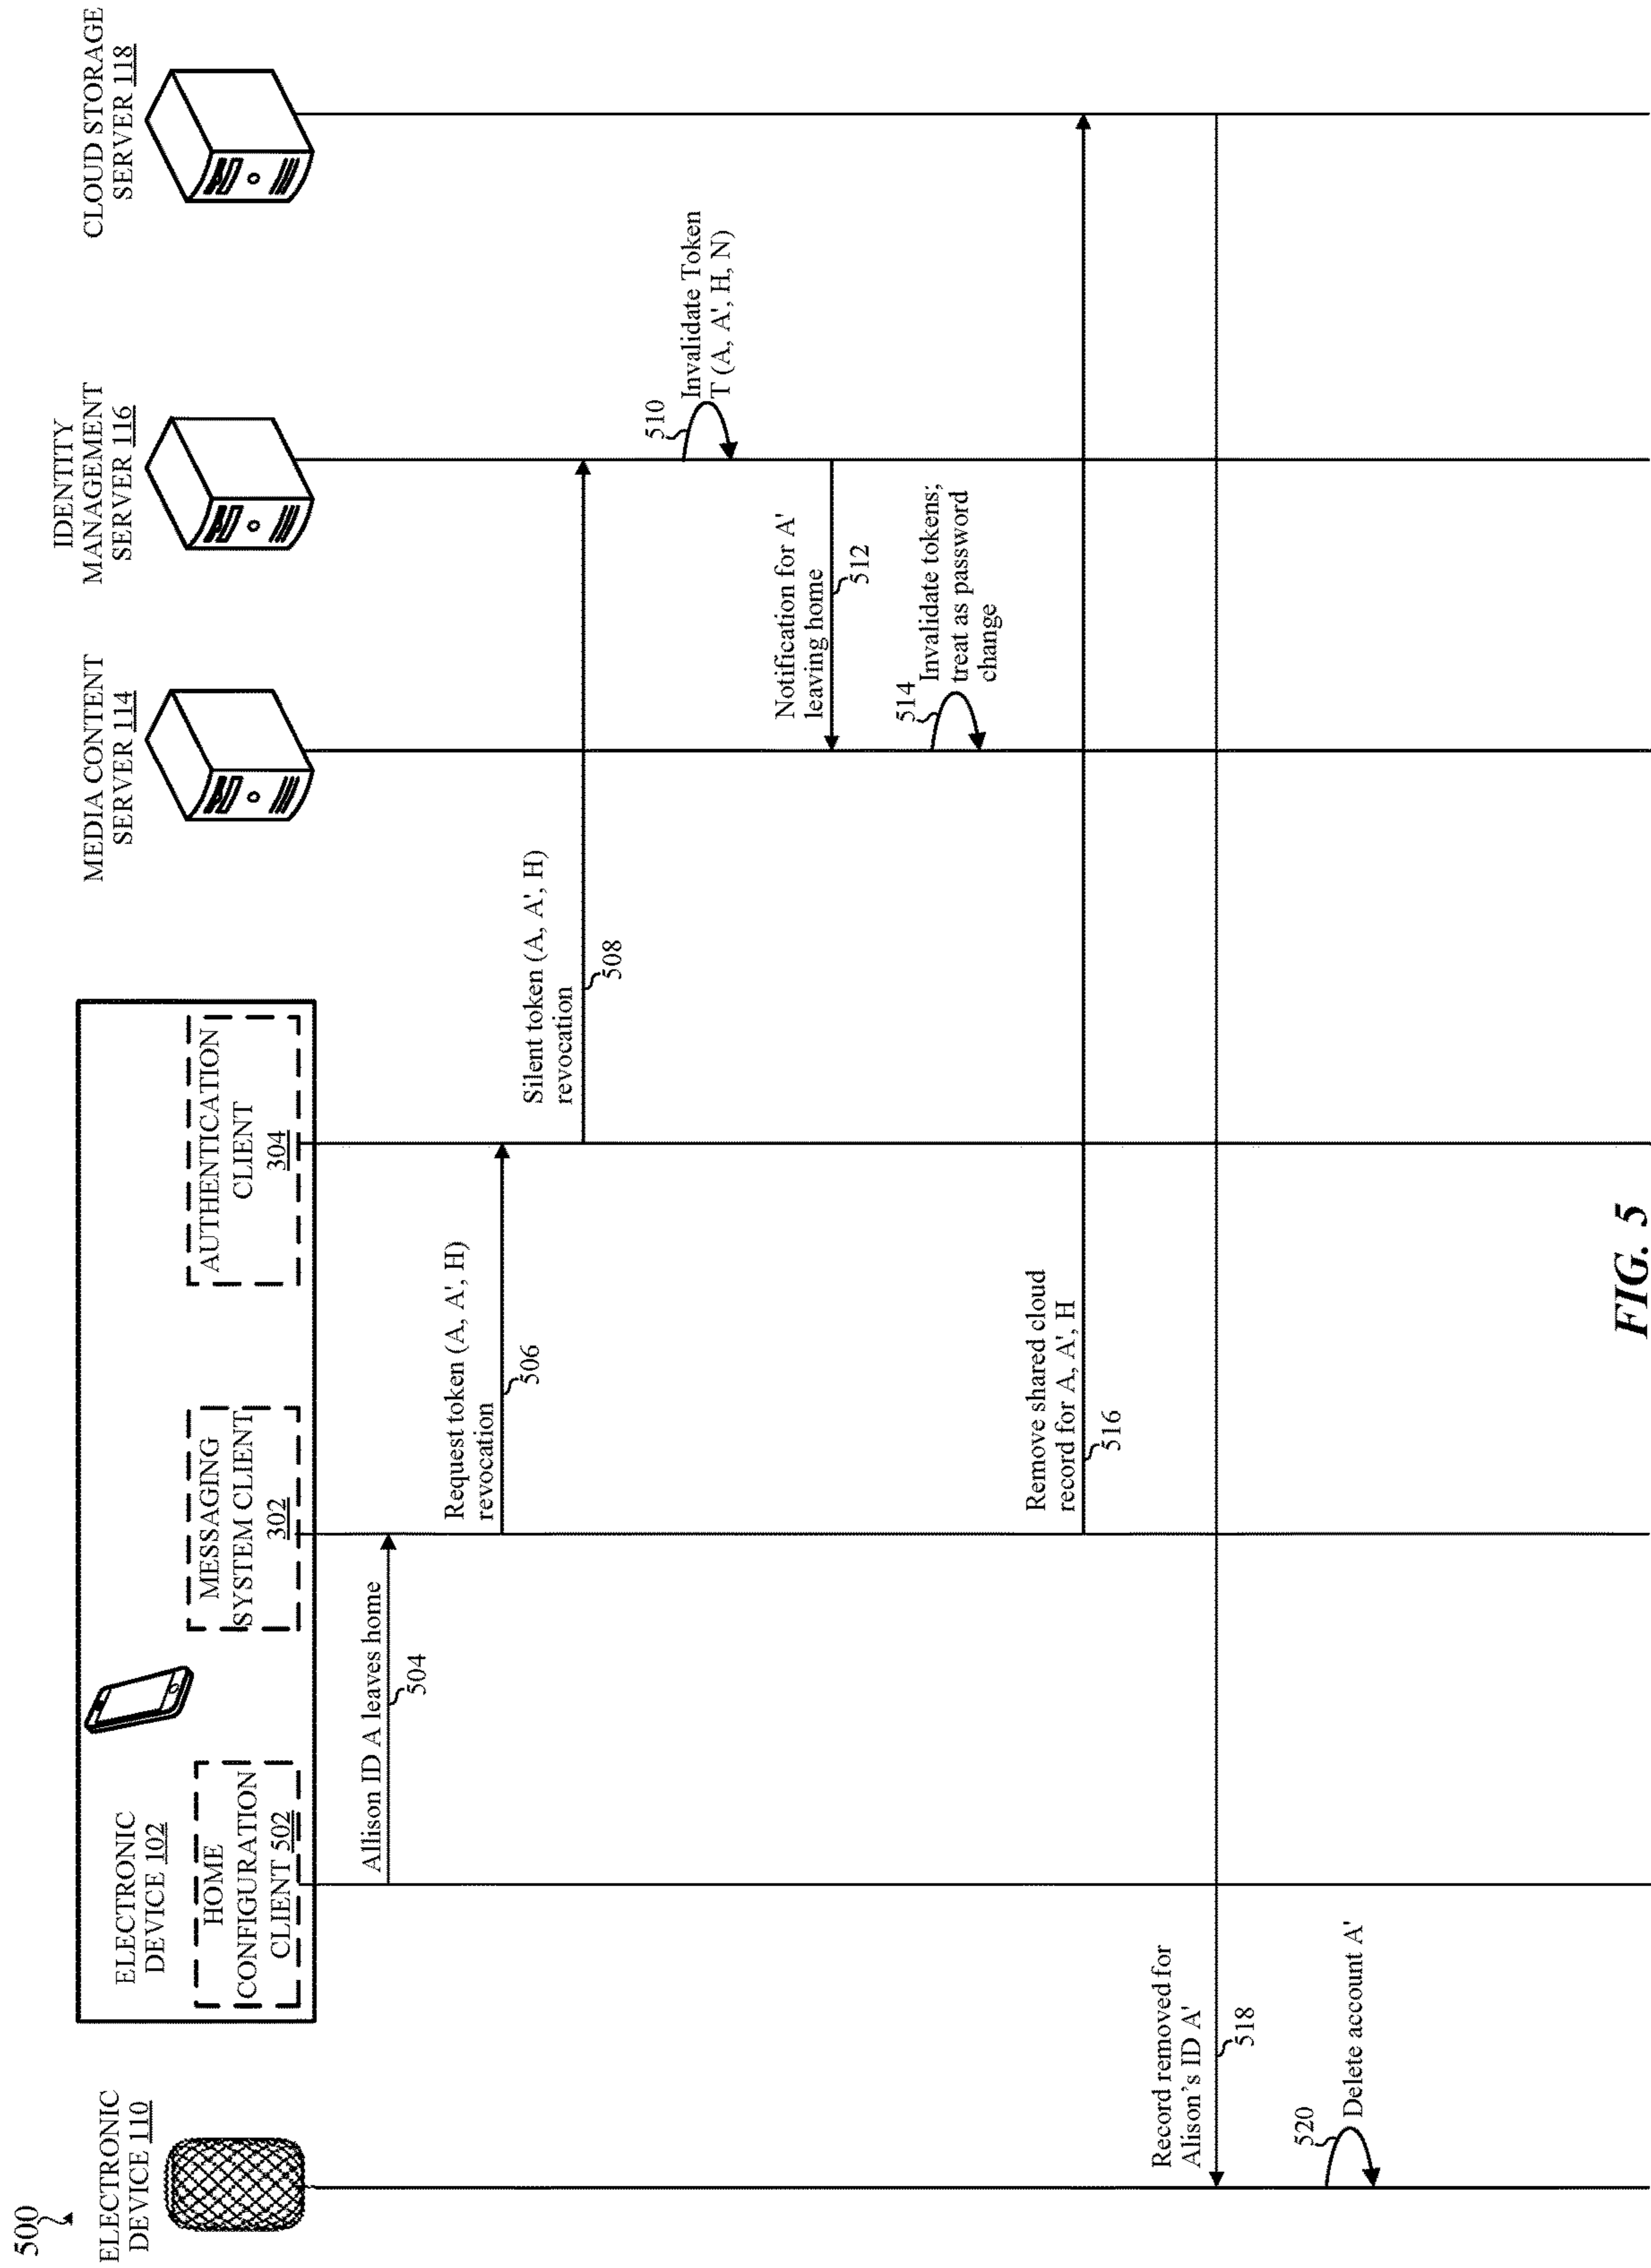 500
ELECTRONIC
DEVICE 110
ELECTRONIC
DEVICE 102
HOME
CONFIGURATION
CLIENT 502
MESSAGING
SYSTEM CLIENT
302
AUTHENTICATION
CLIENT
304
MEDIA CONTENT
SERVER 114
IDENTITY
MANAGEMENT
SERVER 116
CLOUD STORAGE
SERVER 118
Allison ID A leaves home
504
Request token (A, A', H)
revocation
506
Silent token (A, A', H)
revocation
508
510
Invalidate Token
T (A, A', H, N)
Notification for A'
leaving home
512
514
Invalidate tokens;
treat as password
change
Remove shared cloud
record for A, A', H
516
Record removed for
Alison’s ID A'
518
520
Delete account A'
FIG. 5